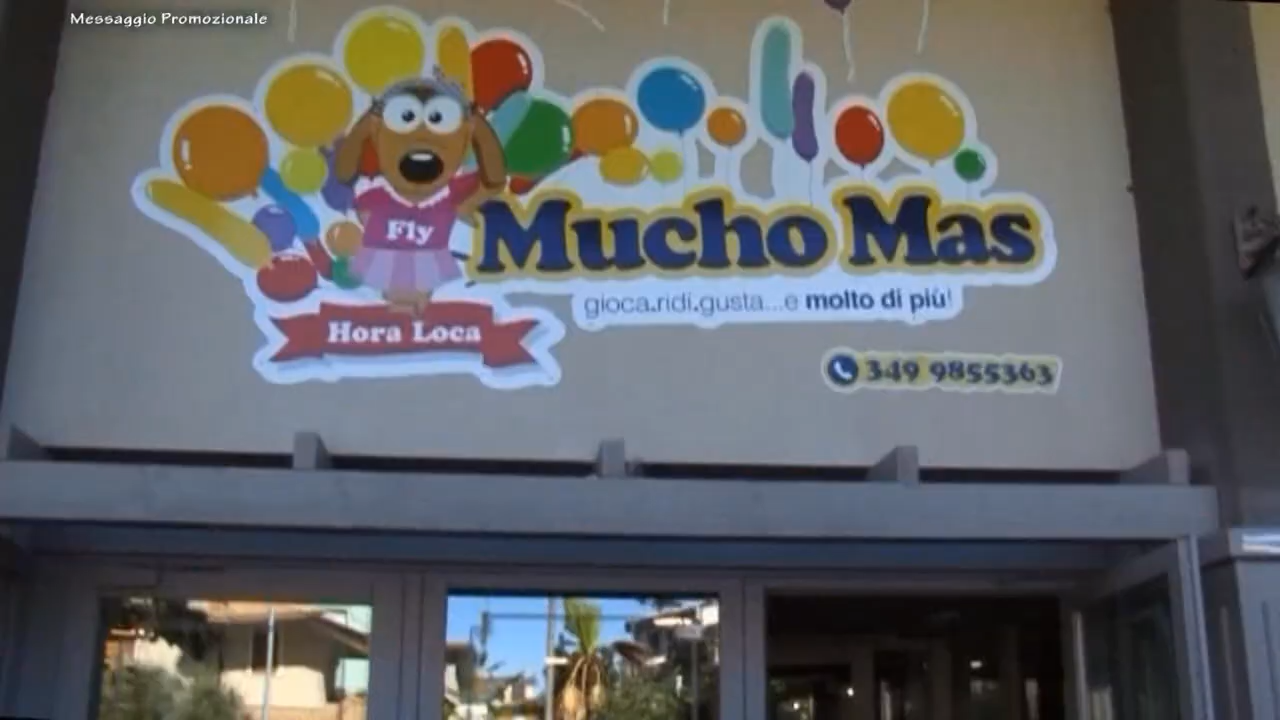 Messaggio Promozionale
Fly
Mucho Mas
gioca.ridi.gusta...e molto di più!
Hora Loca
349 9855363